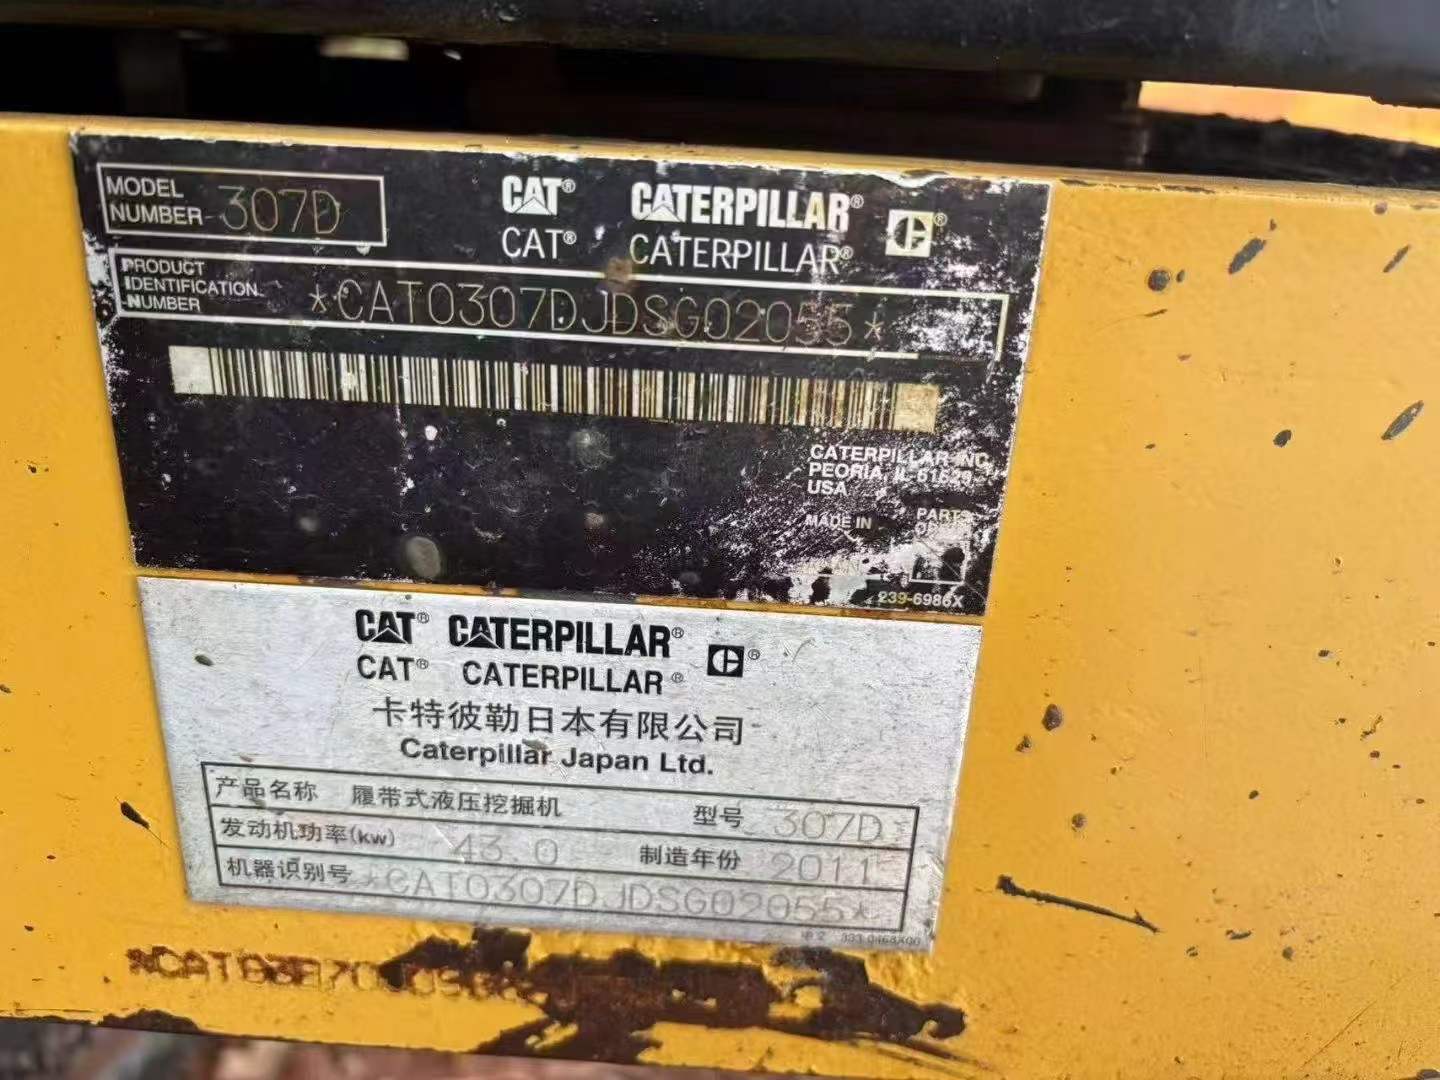 MODEL
NUMBER 307D
CAT® CATERPILLAR®
CAT® CATERPILLAR®
PRODUCT
IDENTIFICATION
NUMBER
*CAT0307DJDSG02055*
CATERPILLAR INC.
PEORIA, IL 61629
USA
MADE IN
PARTS
239-6986X
CAT® CATERPILLAR®
CAT® CATERPILLAR®
卡特彼勒日本有限公司
Caterpillar Japan Ltd.
产品名称 履带式液压挖掘机 型号 307D
发动机功率(kw) 43.0 制造年份 2011
机器识别号 *CAT0307DJDSG02055*